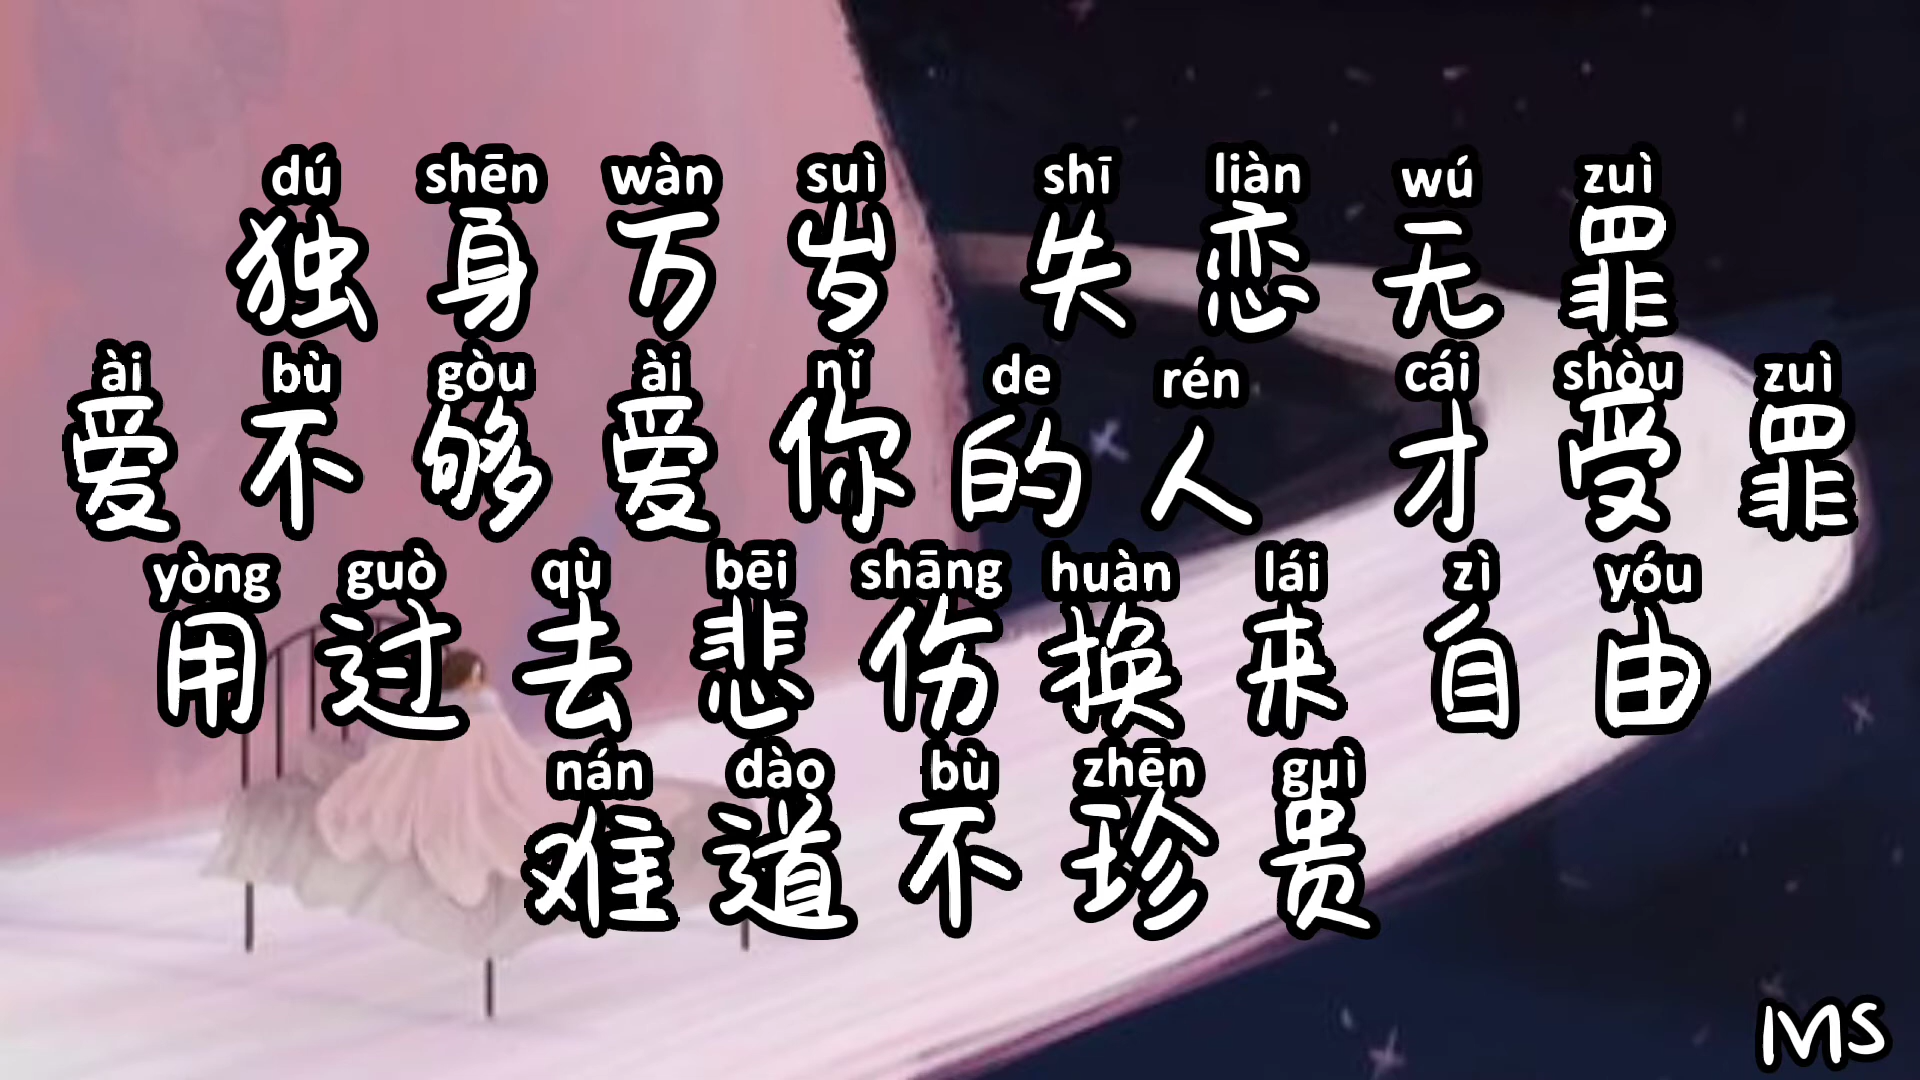 dú shēn wàn suì shī liàn wú zuì
独身万岁 失恋无罪
ài bù gòu ài nǐ de rén cái shòu zuì
爱不够爱你的人 才受罪
yòng guò qù bēi shāng huàn lái zì yóu
用过去悲伤换来自由
nán dào bù zhēn guì
难道不珍贵
MS